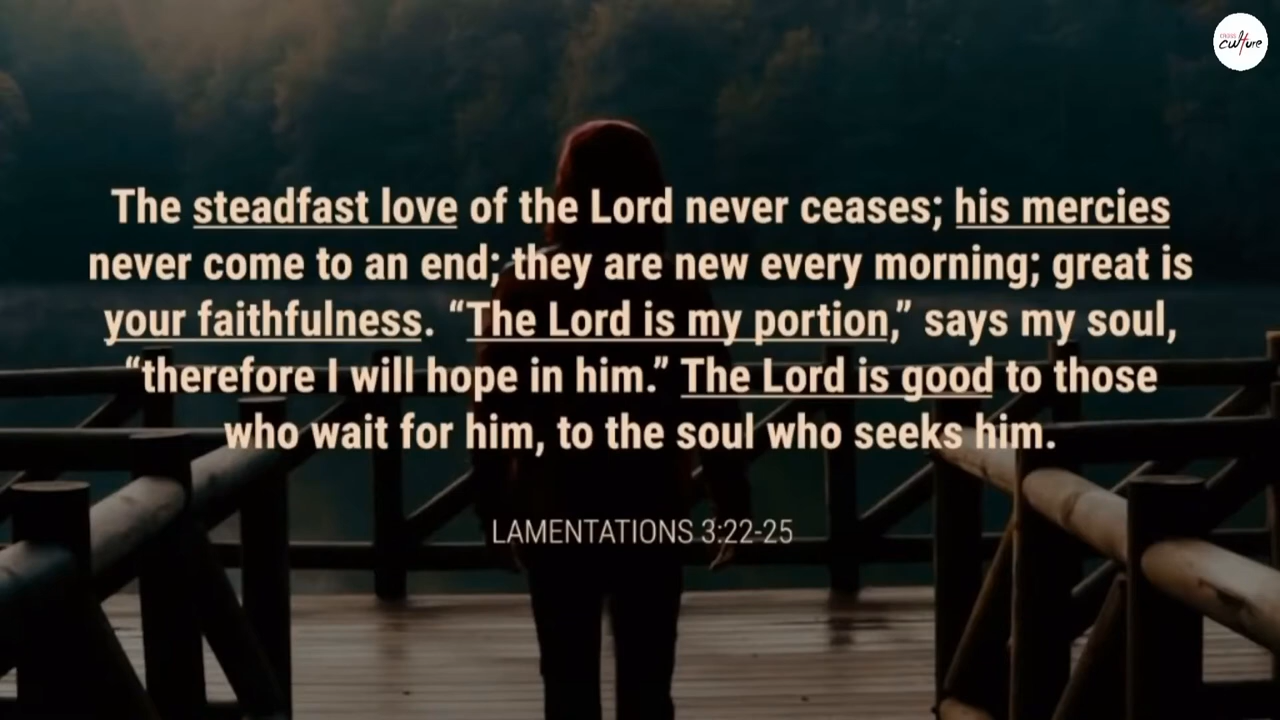 CROSS
culture
The steadfast love of the Lord never ceases; his mercies
never come to an end; they are new every morning; great is
your faithfulness. “The Lord is my portion,” says my soul,
“therefore I will hope in him.” The Lord is good to those
who wait for him, to the soul who seeks him.
LAMENTATIONS 3:22-25